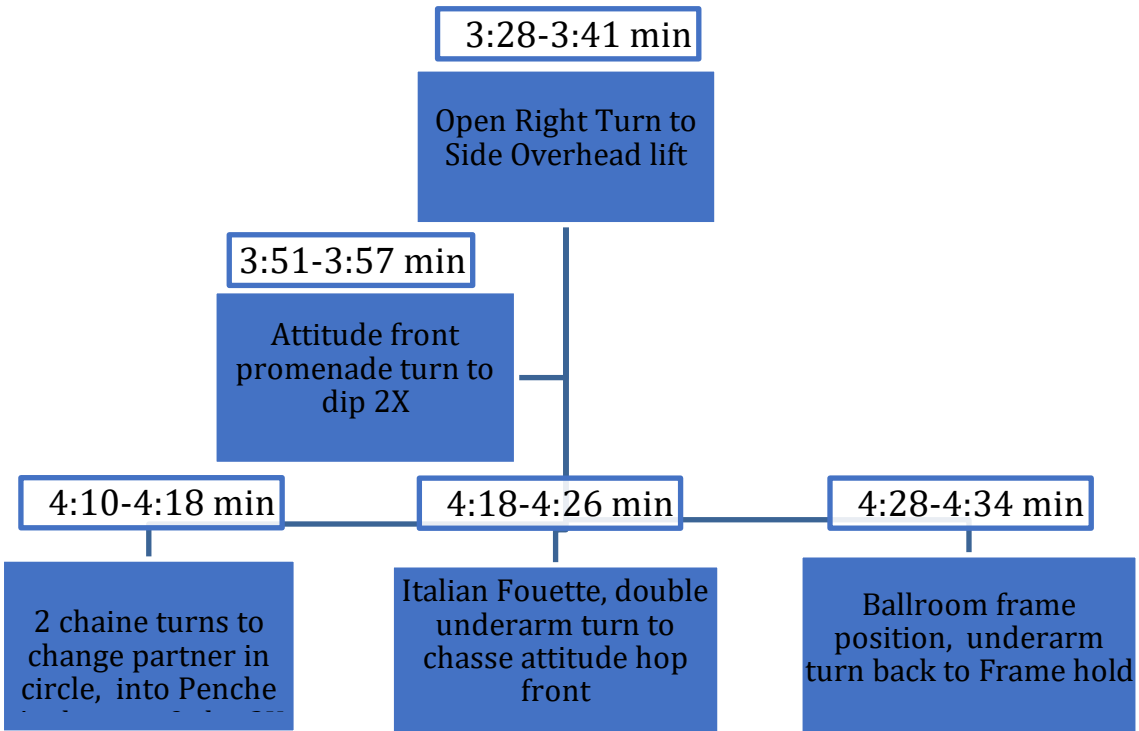 3:28-3:41 min
Open Right Turn to
Side Overhead lift
3:51-3:57 min
Attitude front
promenade turn to
dip 2X
4:10-4:18 min
2 chaine turns to
change partner in
circle, into Penche
4:18-4:26 min
Italian Fouette, double
underarm turn to
chasse attitude hop
front
4:28-4:34 min
Ballroom frame
position, underarm
turn back to Frame hold